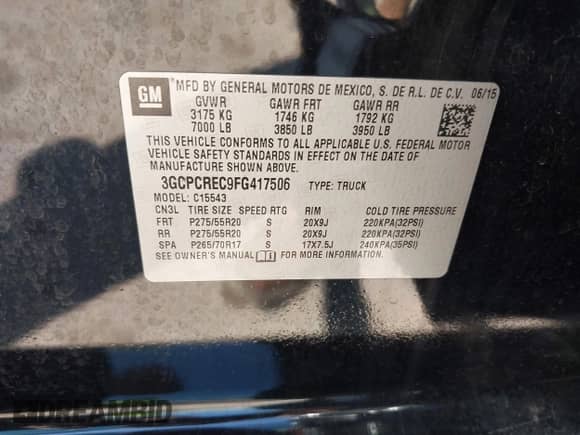 GM MFD BY GENERAL MOTORS DE MEXICO, S. DE R.L. DE C.V. 06/15
GVWR GAWR FRT GAWR RR
3175 KG 1746 KG 1792 KG
7000 LB 3850 LB 3950 LB
THIS VEHICLE CONFORMS TO ALL APPLICABLE U.S. FEDERAL MOTOR
VEHICLE SAFETY STANDARDS IN EFFECT ON THE DATE OF
MANUFACTURE SHOWN ABOVE.
3GCPCREC9FG417506 TYPE: TRUCK
MODEL: C15543
CN3L TIRE SIZE SPEED RTG RIM COLD TIRE PRESSURE
FRT P275/55R20 S 20X9J 220KPA(32PSI)
RR P275/55R20 S 20X9J 220KPA(32PSI)
SPA P265/70R17 S 17X7.5J 240KPA(35PSI)
SEE OWNER'S MANUAL FOR MORE INFORMATION.
ENDREAMBID